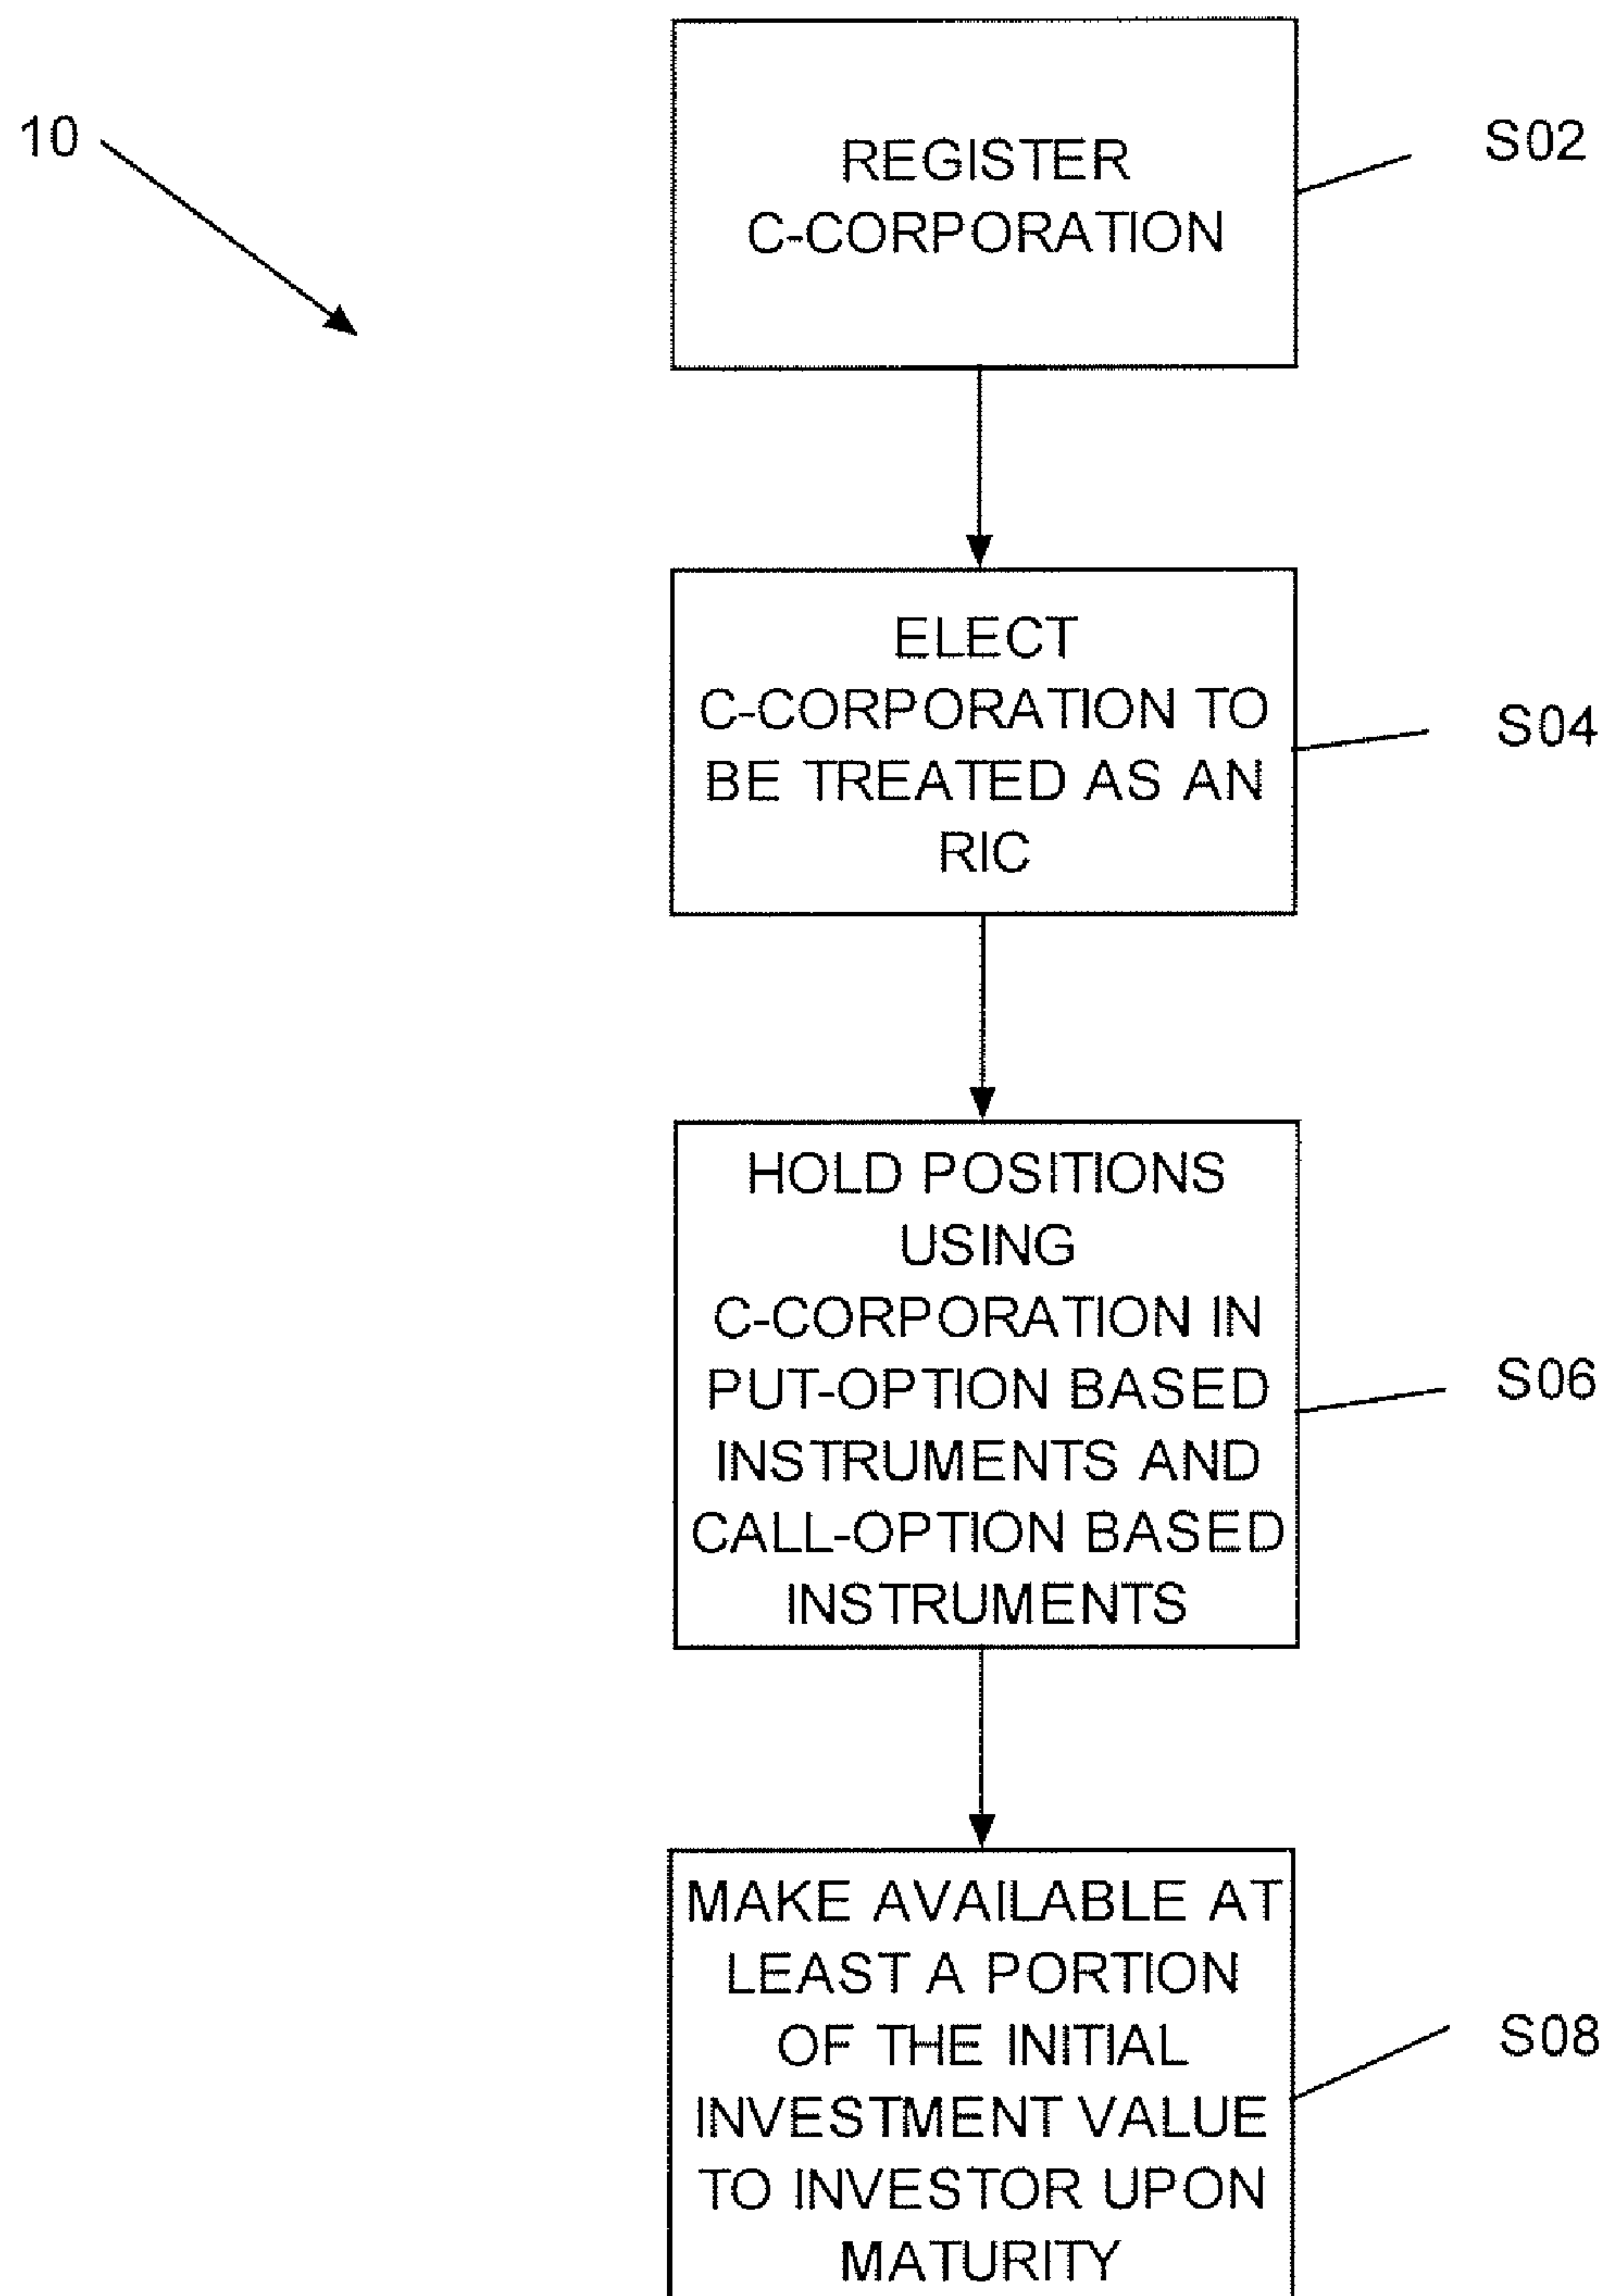 10
REGISTER
C-CORPORATION
S02
ELECT
C-CORPORATION TO
BE TREATED AS AN
RIC
S04
HOLD POSITIONS
USING
C-CORPORATION IN
PUT-OPTION BASED
INSTRUMENTS AND
CALL-OPTION BASED
INSTRUMENTS
S06
MAKE AVAILABLE AT
LEAST A PORTION
OF THE INITIAL
INVESTMENT VALUE
TO INVESTOR UPON
MATURITY
S08